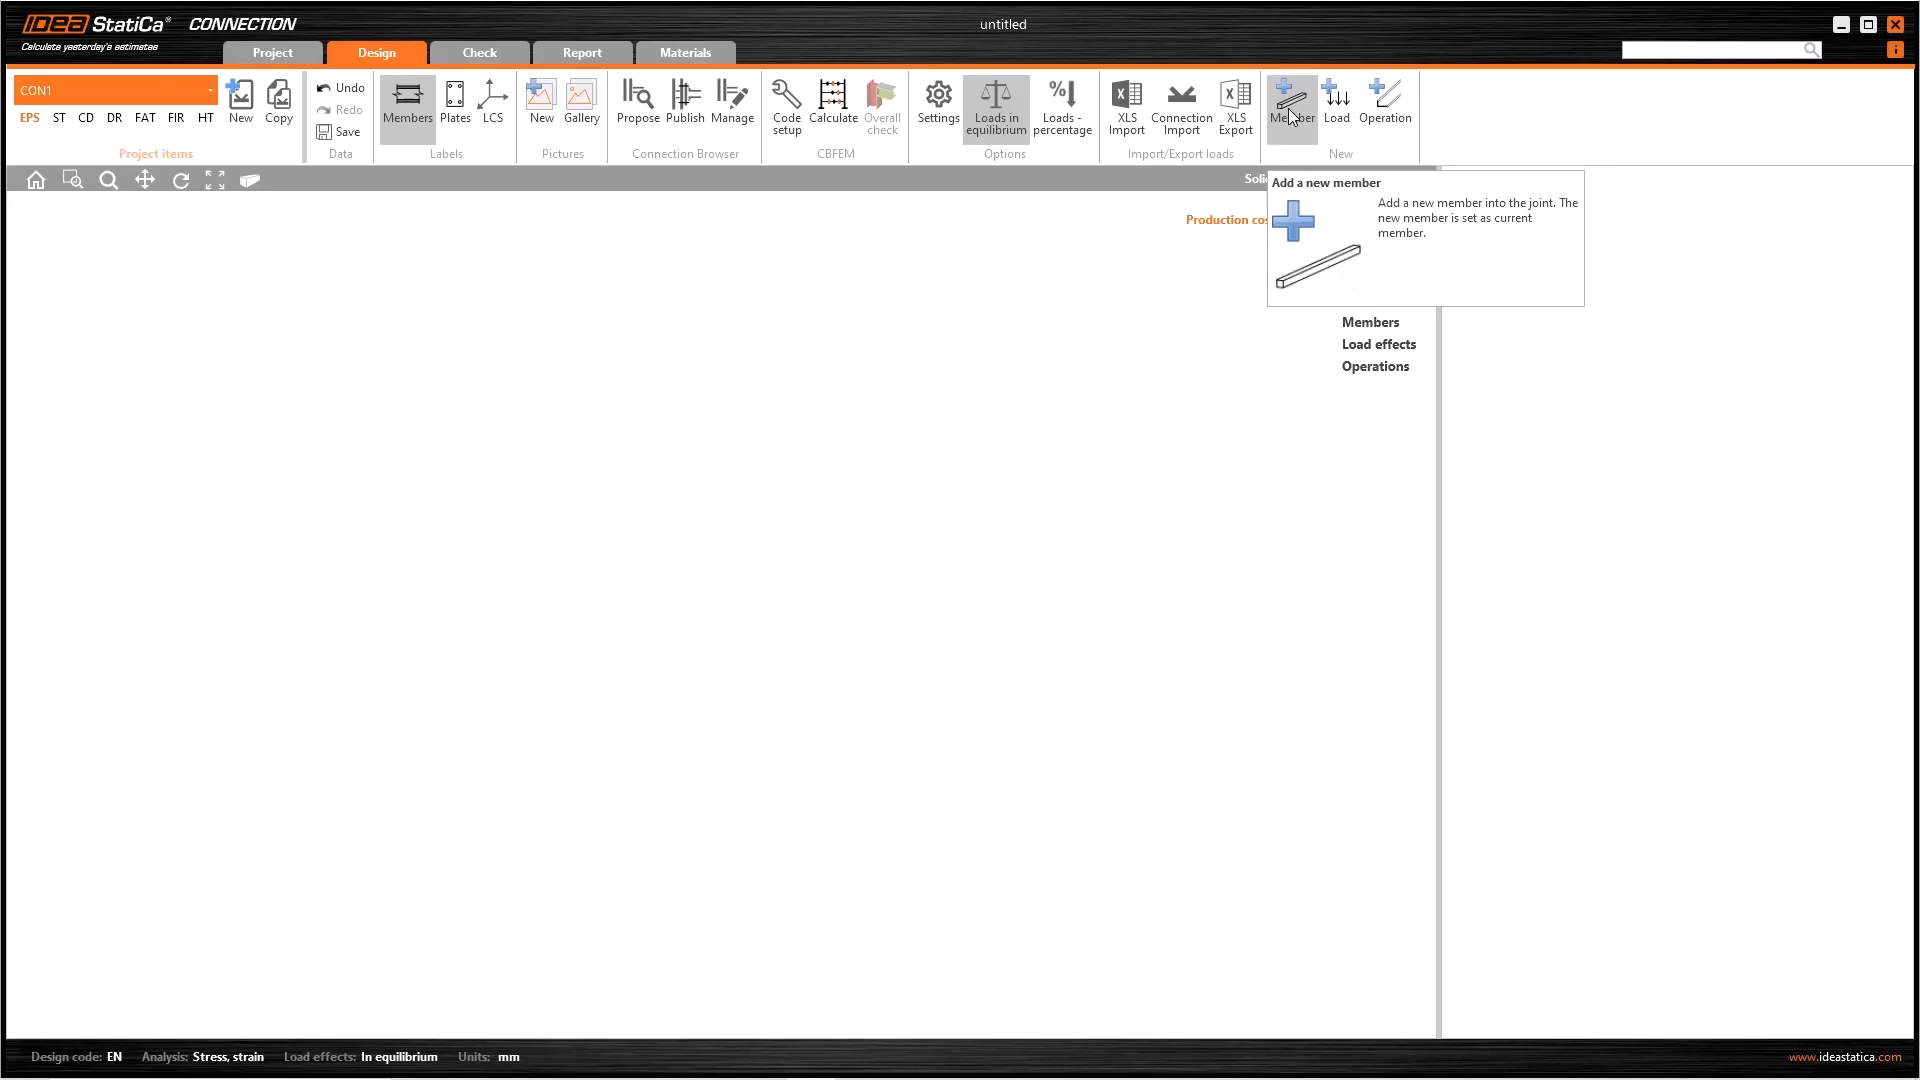 IDEA StatiCa® CONNECTION
Calculate yesterday's estimates
untitled
Project Design Check Report Materials
CON1
EPS ST CD DR FAT FIR HT
New Copy
Project items
Undo
Redo
Save
Data
Members Plates LCS
Labels
New Gallery
Pictures
Propose Publish Manage
Connection Browser
Code setup Calculate Overall check
CBFEM
Settings Loads in equilibrium Loads - percentage
Options
XLS Import Connection Import XLS Export
Import/Export loads
Member Load Operation
New
Add a new member
Add a new member into the joint. The
new member is set as current
member.
Production
Members
Load effects
Operations
Design code: EN Analysis: Stress, strain Load effects: In equilibrium Units: mm
www.ideastatica.com